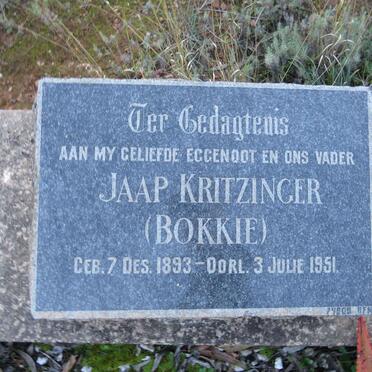 Ter Gedagtenis
AAN MY GELIEFDE EGGENOOT EN ONS VADER
JAAP KRITZINGER
(BOKKIE)
GEB. 7 DES. 1893 – OORL. 3 JULIE 1951.